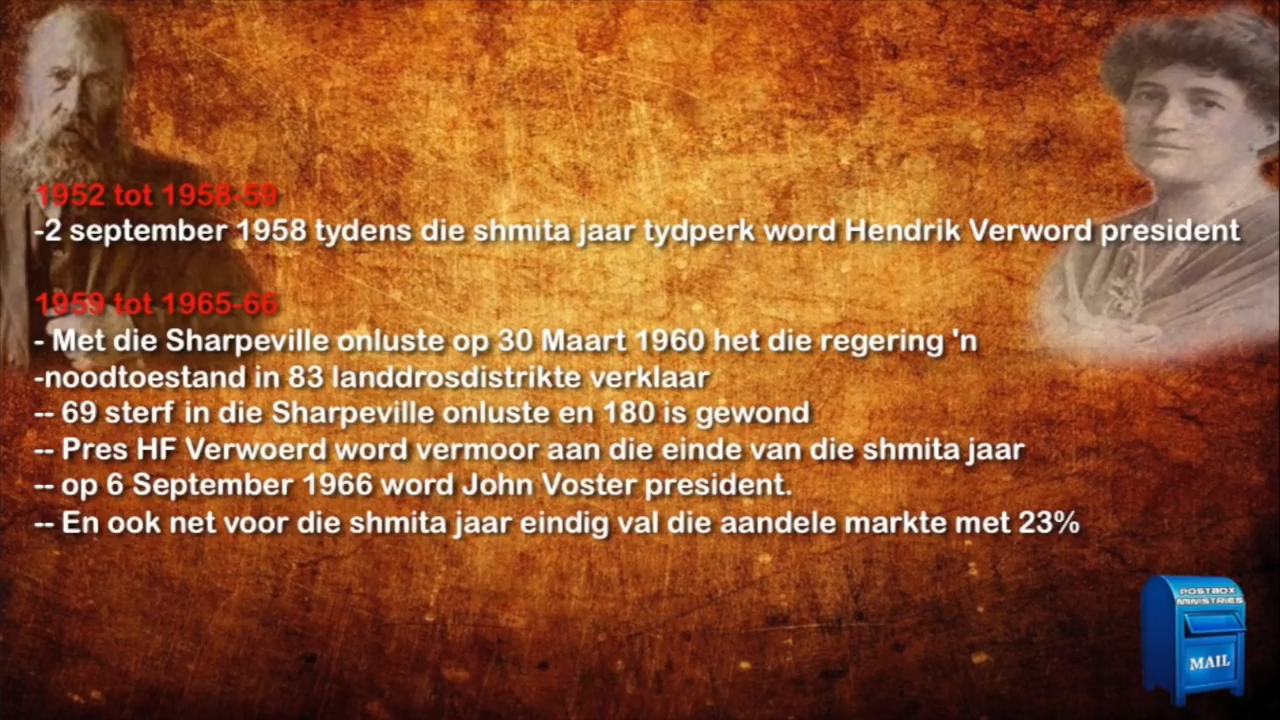 1952 tot 1958-59
-2 september 1958 tydens die shmita jaar tydperk word Hendrik Verword president
1959 tot 1965-66
- Met die Sharpeville onluste op 30 Maart 1960 het die regering 'n
-noodtoestand in 83 landdrosdistrikte verklaar
-- 69 sterf in die Sharpeville onluste en 180 is gewond
-- Pres HF Verwoerd word vermoor aan die einde van die shmita jaar
-- op 6 September 1966 word John Voster president.
-- En ook net voor die shmita jaar eindig val die aandele markte met 23%
POSTBOX
MINISTRIES
MAIL